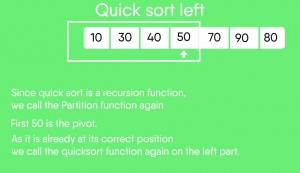 Quick sort left
10 30 40 50 70 90 80
Since quick sort is a recursion function,
we call the Partition function again
First 50 is the pivot.
As it is already at its correct position
we call the quicksort function again on the left part.